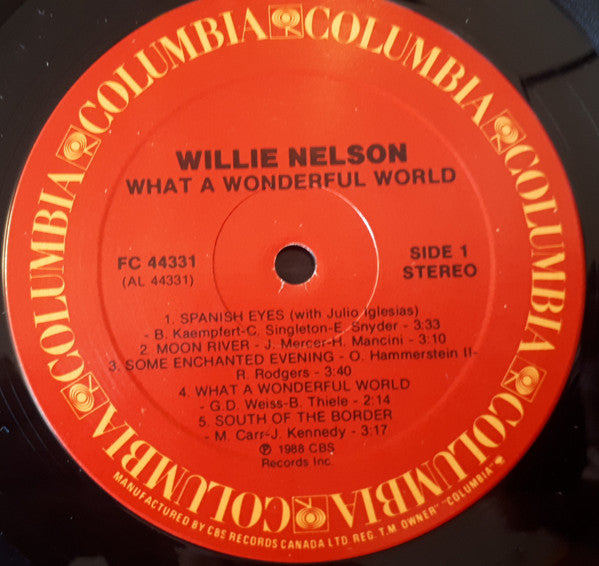 COLUMBIA COLUMBIA COLUMBIA COLUMBIA COLUMBIA COLUMBIA COLUMBIA
WILLIE NELSON
WHAT A WONDERFUL WORLD
FC 44331
(AL 44331)
SIDE 1
STEREO
1. SPANISH EYES (with Julio Iglesias)
- B. Kaempfert-C. Singleton-E. Snyder - 3:33
2. MOON RIVER - J. Mercer-H. Mancini - 3:10
3. SOME ENCHANTED EVENING - O. Hammerstein II-
R. Rodgers - 3:40
4. WHAT A WONDERFUL WORLD
- G.D. Weiss-B. Thiele - 2:14
5. SOUTH OF THE BORDER
- M. Carr-J. Kennedy - 3:17
℗ 1988 CBS
Records Inc.
MANUFACTURED BY CBS RECORDS CANADA LTD. REG. T.M. OWNER "COLUMBIA"